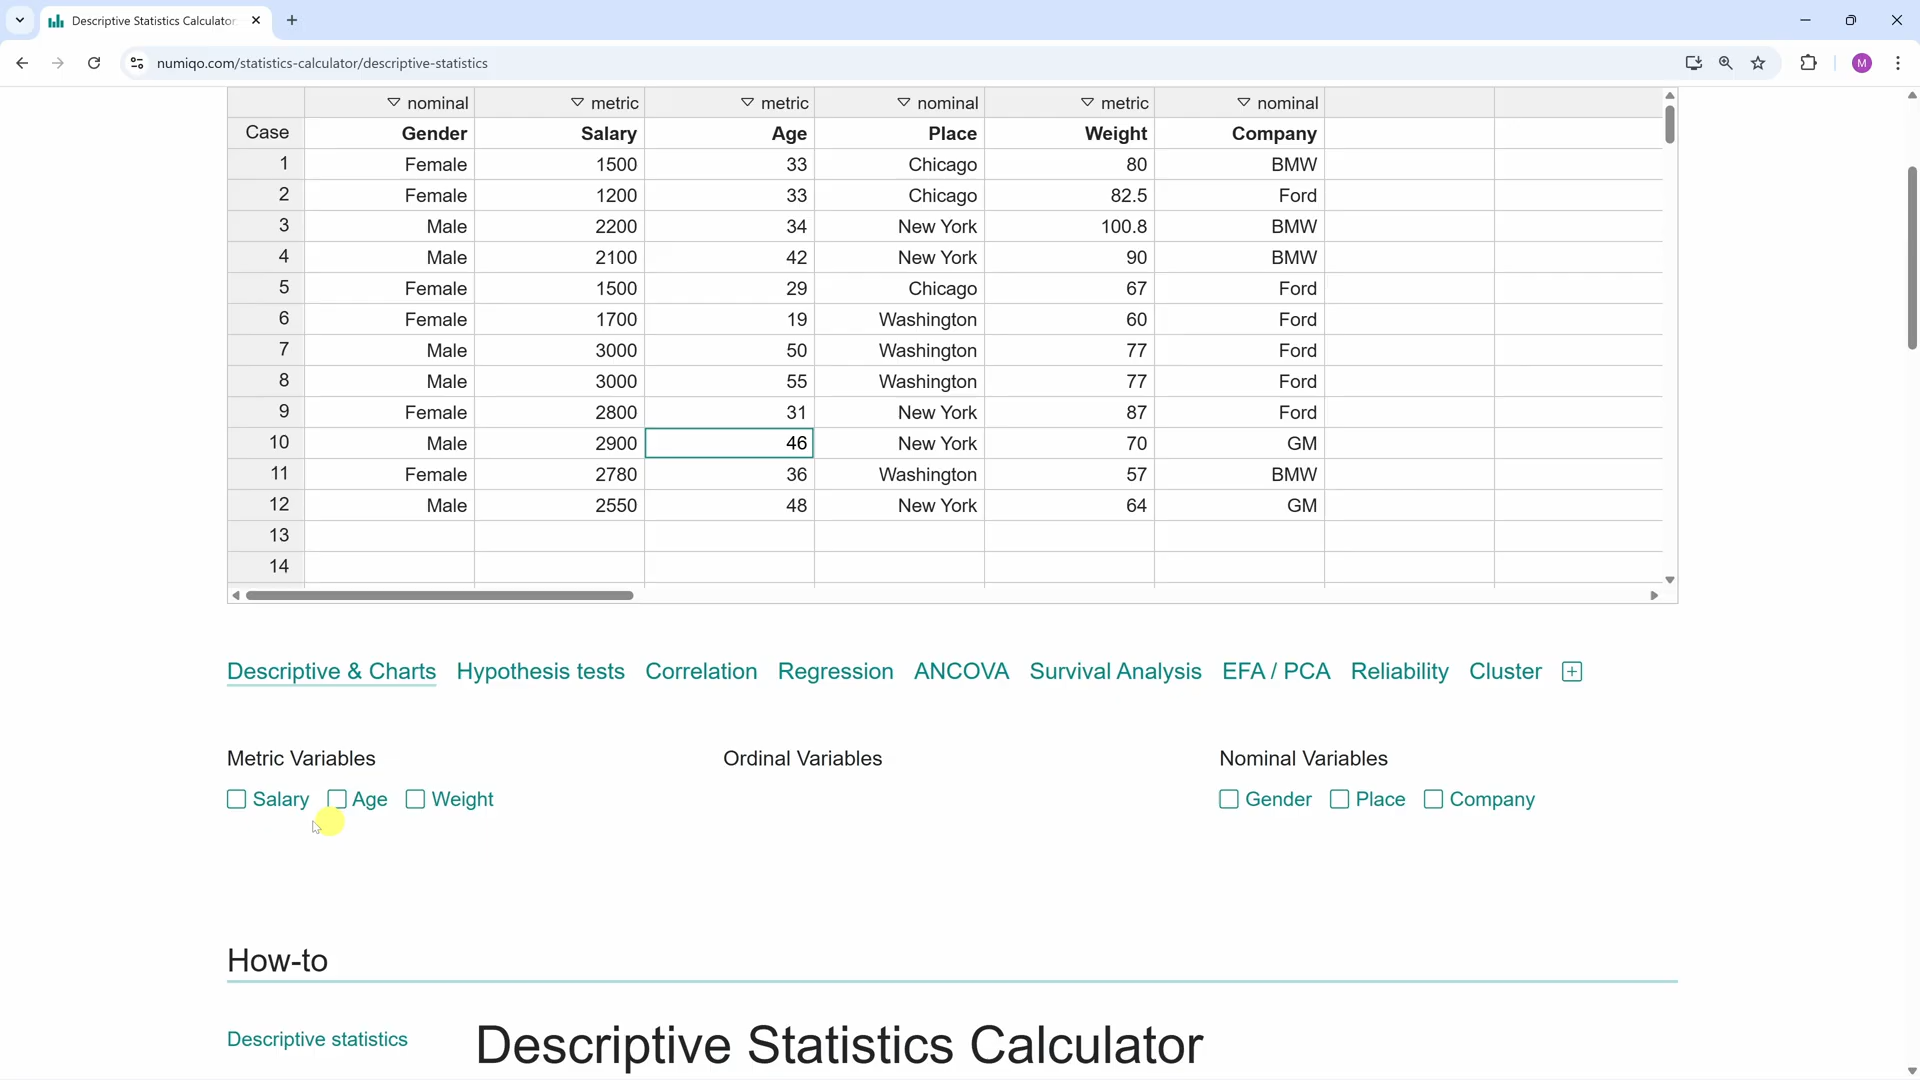 Descriptive Statistics Calculator
numiqo.com/statistics-calculator/descriptive-statistics
M
nominal metric metric nominal metric nominal
Case Gender Salary Age Place Weight Company
1 Female 1500 33 Chicago 80 BMW
2 Female 1200 33 Chicago 82.5 Ford
3 Male 2200 34 New York 100.8 BMW
4 Male 2100 42 New York 90 BMW
5 Female 1500 29 Chicago 67 Ford
6 Female 1700 19 Washington 60 Ford
7 Male 3000 50 Washington 77 Ford
8 Male 3000 55 Washington 77 Ford
9 Female 2800 31 New York 87 Ford
10 Male 2900 46 New York 70 GM
11 Female 2780 36 Washington 57 BMW
12 Male 2550 48 New York 64 GM
13
14
Descriptive & Charts Hypothesis tests Correlation Regression ANCOVA Survival Analysis EFA / PCA Reliability Cluster
Metric Variables Ordinal Variables Nominal Variables
Salary Age Weight Gender Place Company
How-to
Descriptive statistics
Descriptive Statistics Calculator